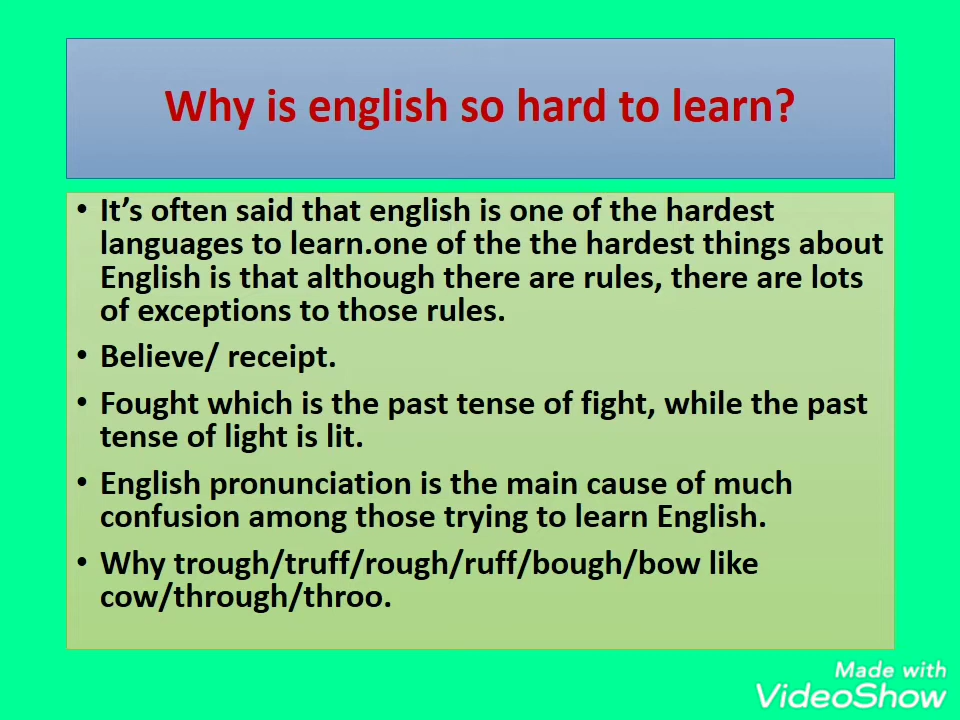 Why is english so hard to learn?
• It’s often said that english is one of the hardest
languages to learn.one of the the hardest things about
English is that although there are rules, there are lots
of exceptions to those rules.
• Believe/ receipt.
• Fought which is the past tense of fight, while the past
tense of light is lit.
• English pronunciation is the main cause of much
confusion among those trying to learn English.
• Why trough/truff/rough/ruff/bough/bow like
cow/through/throo.
Made with
VideoShow